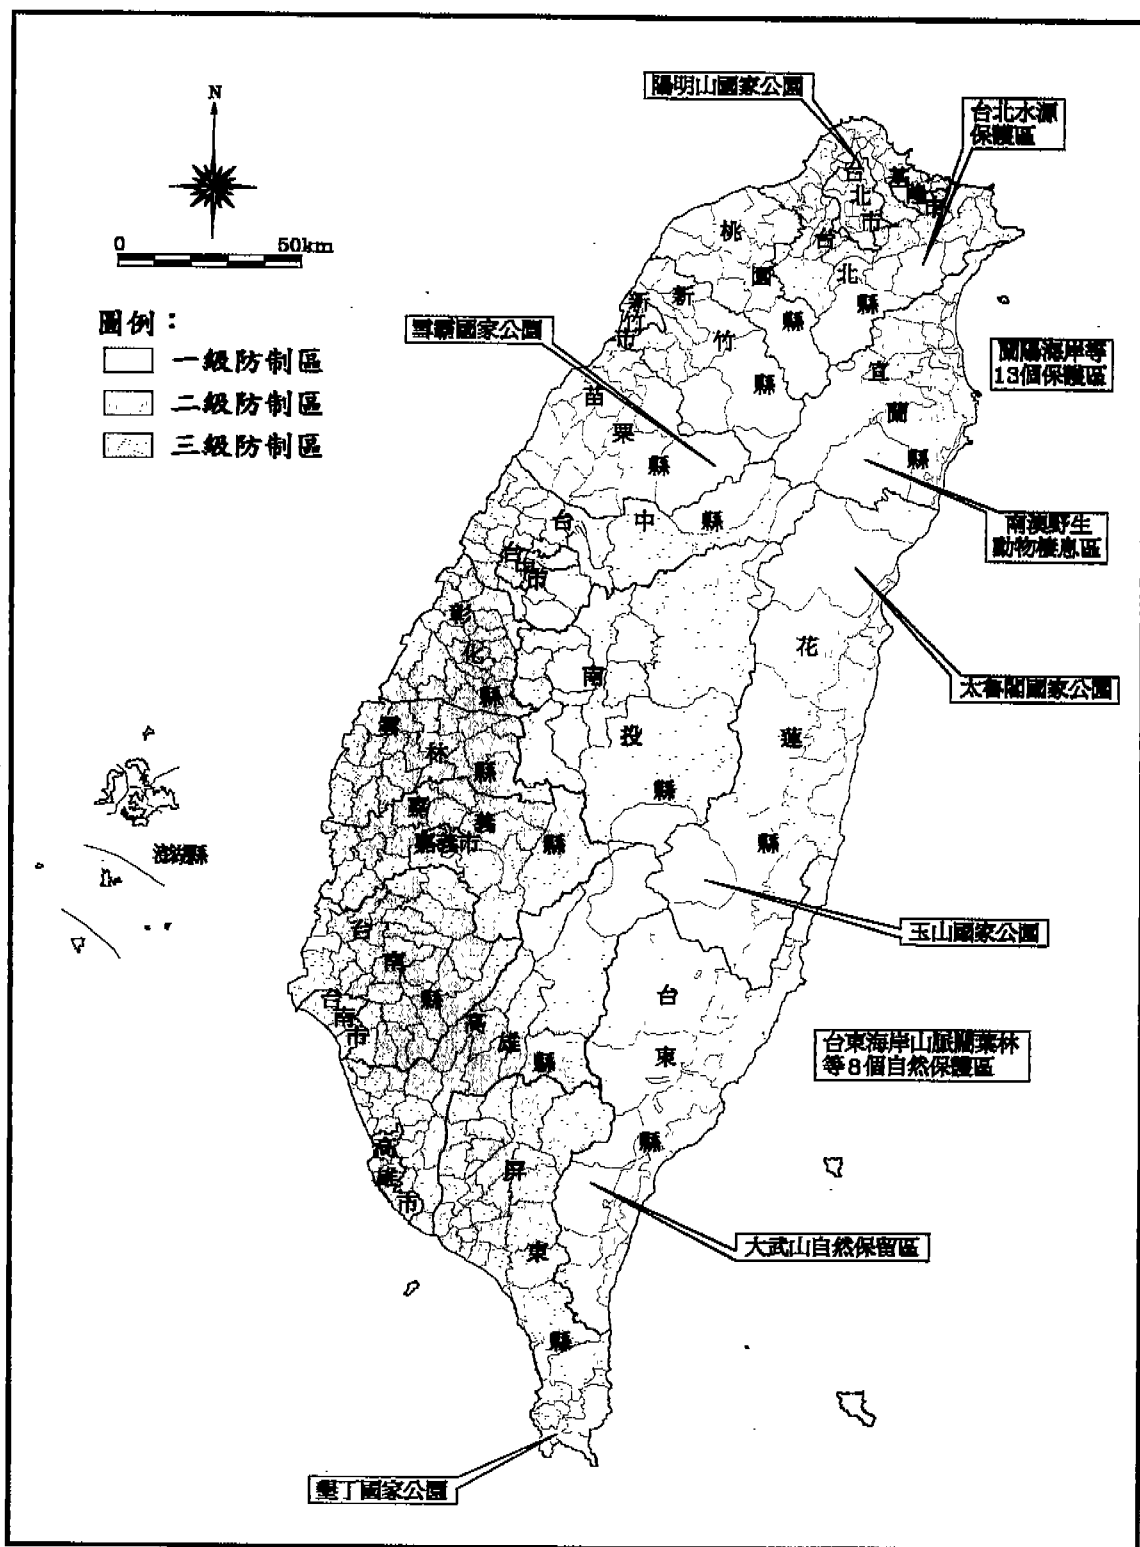 N
0 50km
圖例：
一級防制區
二級防制區
三級防制區
陽明山國家公園
台北水源
保護區
雪霸國家公園
蘭陽海岸等
13個保護區
南澳野生
動物棲息區
太魯閣國家公園
玉山國家公園
台東海岸山脈闊葉林
等8個自然保護區
大武山自然保留區
墾丁國家公園
基隆市
台北市
台北縣
桃園縣
新竹市
新竹縣
宜蘭縣
苗栗縣
台中縣
台中市
彰化縣
南投縣
花蓮縣
雲林縣
嘉義縣
嘉義市
澎湖縣
台南縣
台南市
高雄縣
高雄市
台東縣
屏東縣